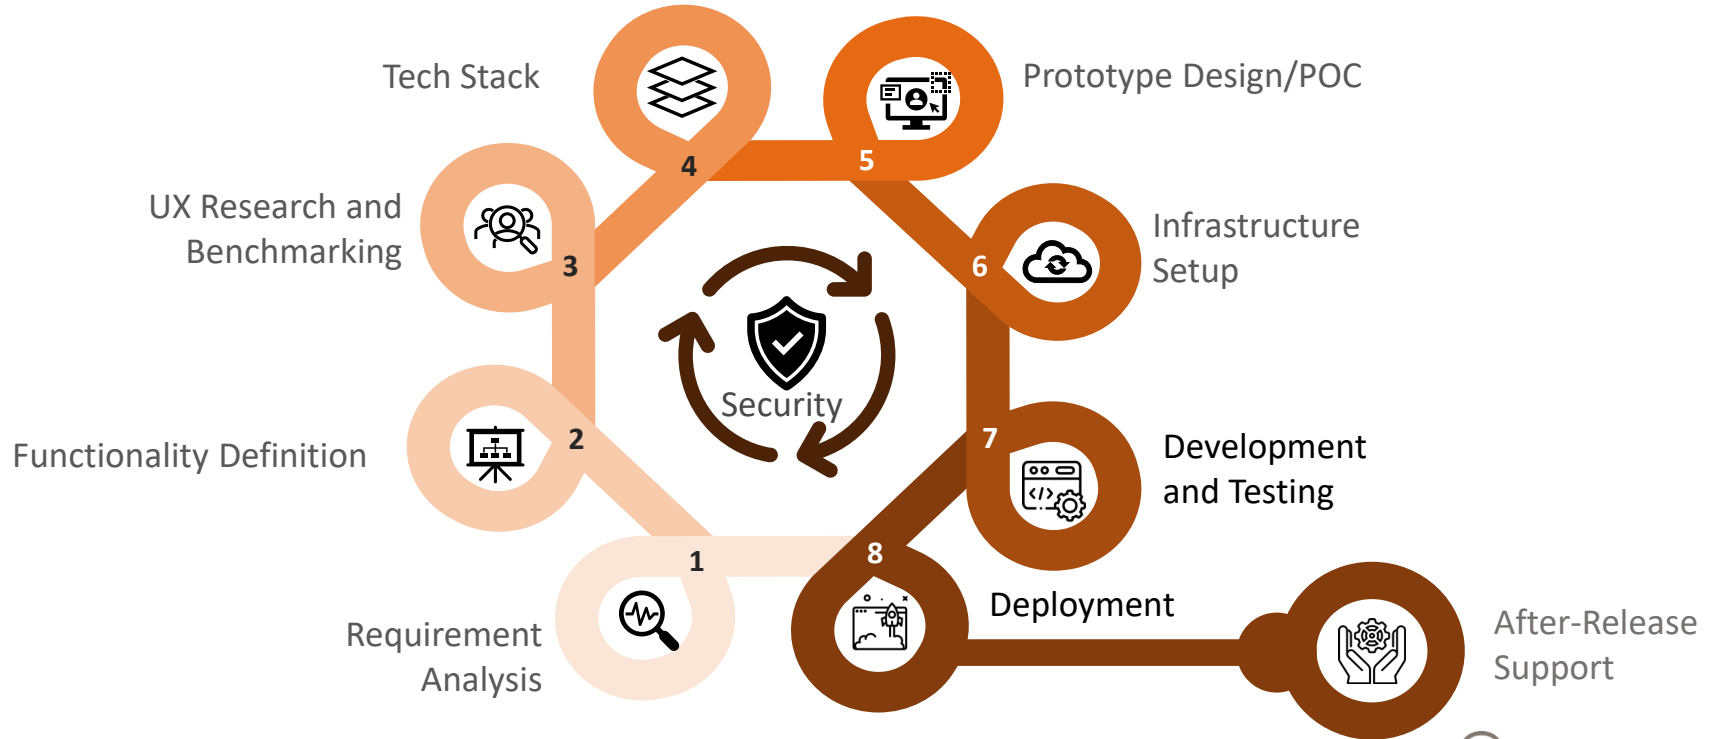 Tech Stack
4
5
Prototype Design/POC
UX Research and
Benchmarking
3
6
Infrastructure
Setup
Security
Functionality Definition
2
7
Development
and Testing
</>
1
8
Requirement
Analysis
Deployment
After-Release
Support